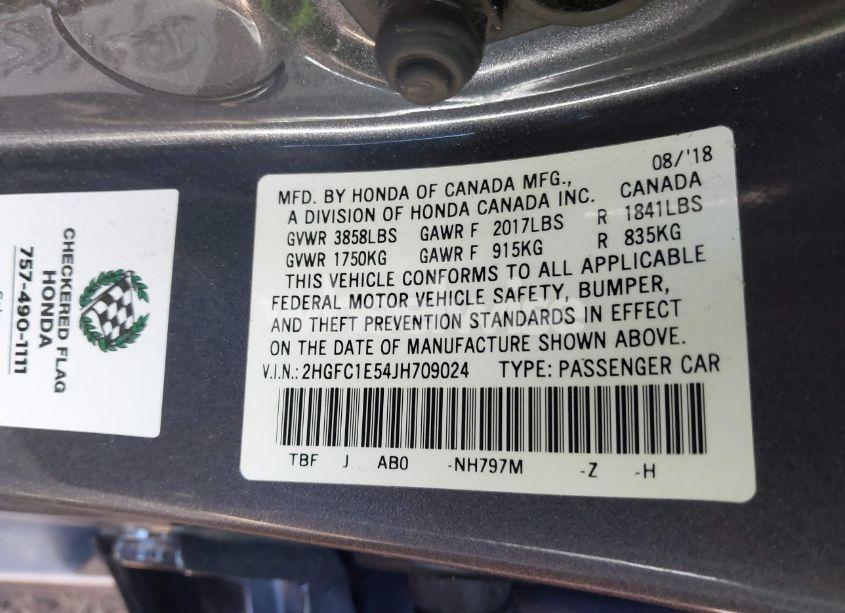 08/'18
MFD. BY HONDA OF CANADA MFG.,
A DIVISION OF HONDA CANADA INC. CANADA
GVWR 3858LBS GAWR F 2017LBS R 1841LBS
GVWR 1750KG GAWR F 915KG R 835KG
THIS VEHICLE CONFORMS TO ALL APPLICABLE
FEDERAL MOTOR VEHICLE SAFETY, BUMPER,
AND THEFT PREVENTION STANDARDS IN EFFECT
ON THE DATE OF MANUFACTURE SHOWN ABOVE.
V.I.N.: 2HGFC1E54JH709024 TYPE: PASSENGER CAR
TBF J AB0 -NH797M -Z -H
CHECKERED FLAG
HONDA
757-490-1111